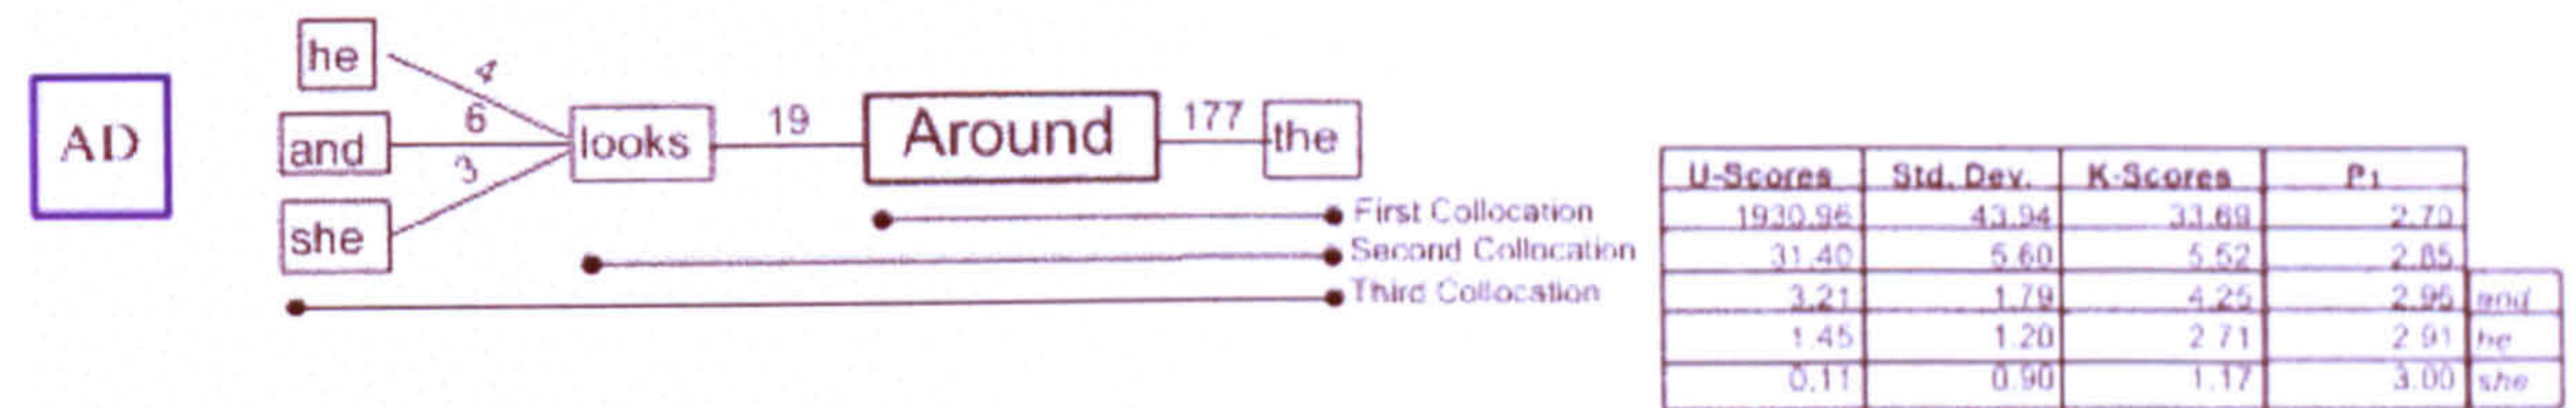 AD
he
and
she
4
6
3
looks
19
Around
177
the
First Collocation
Second Collocation
Third Collocation
U-Scores Std. Dev. K-Scores P1
1930.96 43.94 33.69 2.70
31.40 5.60 5.52 2.85
3.21 1.79 4.25 2.95 and
1.45 1.20 2.71 2.91 he
0.11 0.90 1.17 3.00 she